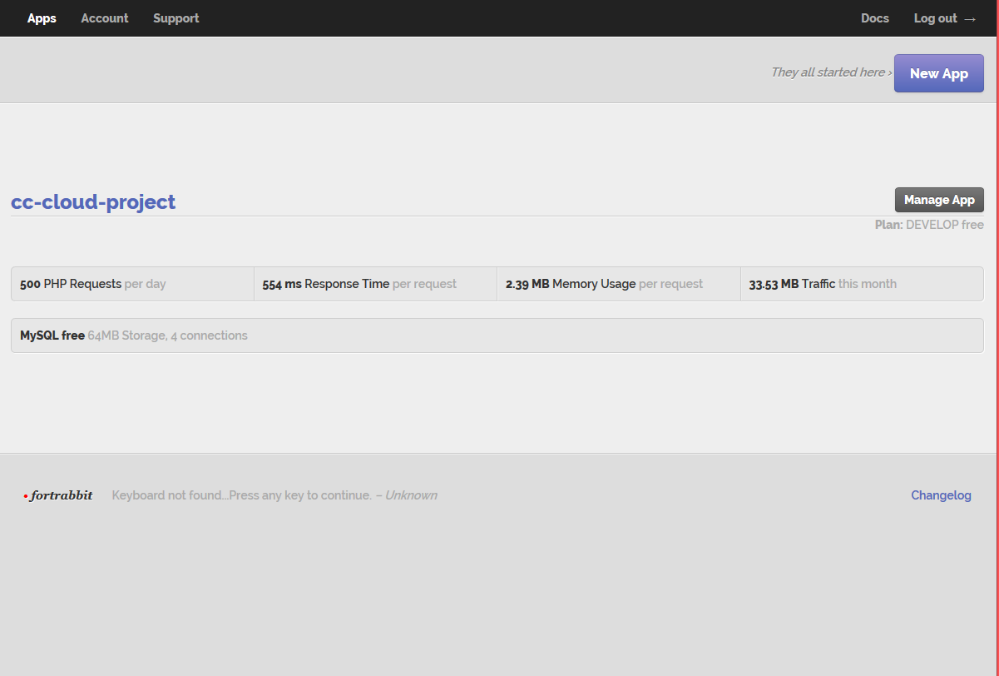 Apps Account Support Docs Log out →
They all started here › New App
cc-cloud-project Manage App
Plan: DEVELOP free
500 PHP Requests per day 554 ms Response Time per request 2.39 MB Memory Usage per request 33.53 MB Traffic this month
MySQL free 64MB Storage, 4 connections
fortrabbit Keyboard not found...Press any key to continue. – Unknown Changelog